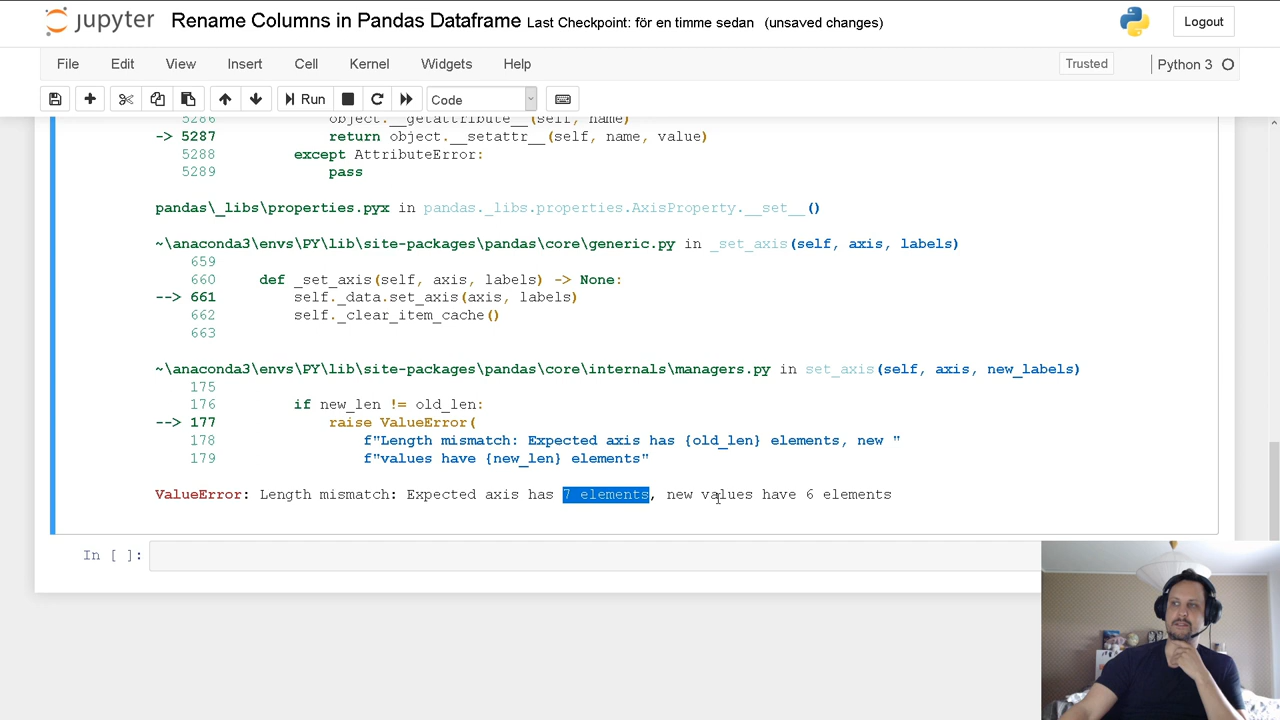 jupyter Rename Columns in Pandas Dataframe Last Checkpoint: för en timme sedan (unsaved changes)
Logout
File Edit View Insert Cell Kernel Widgets Help
Trusted
Python 3
Run
Code
5286 object.__getattribute__(self, name)
-> 5287 return object.__setattr__(self, name, value)
5288 except AttributeError:
5289 pass
pandas\_libs\properties.pyx in pandas._libs.properties.AxisProperty.__set__()
~\anaconda3\envs\PY\lib\site-packages\pandas\core\generic.py in _set_axis(self, axis, labels)
659
660 def _set_axis(self, axis, labels) -> None:
--> 661 self._data.set_axis(axis, labels)
662 self._clear_item_cache()
663
~\anaconda3\envs\PY\lib\site-packages\pandas\core\internals\managers.py in set_axis(self, axis, new_labels)
175
176 if new_len != old_len:
--> 177 raise ValueError(
178 f"Length mismatch: Expected axis has {old_len} elements, new "
179 f"values have {new_len} elements"
ValueError: Length mismatch: Expected axis has 7 elements, new values have 6 elements
In [ ]: